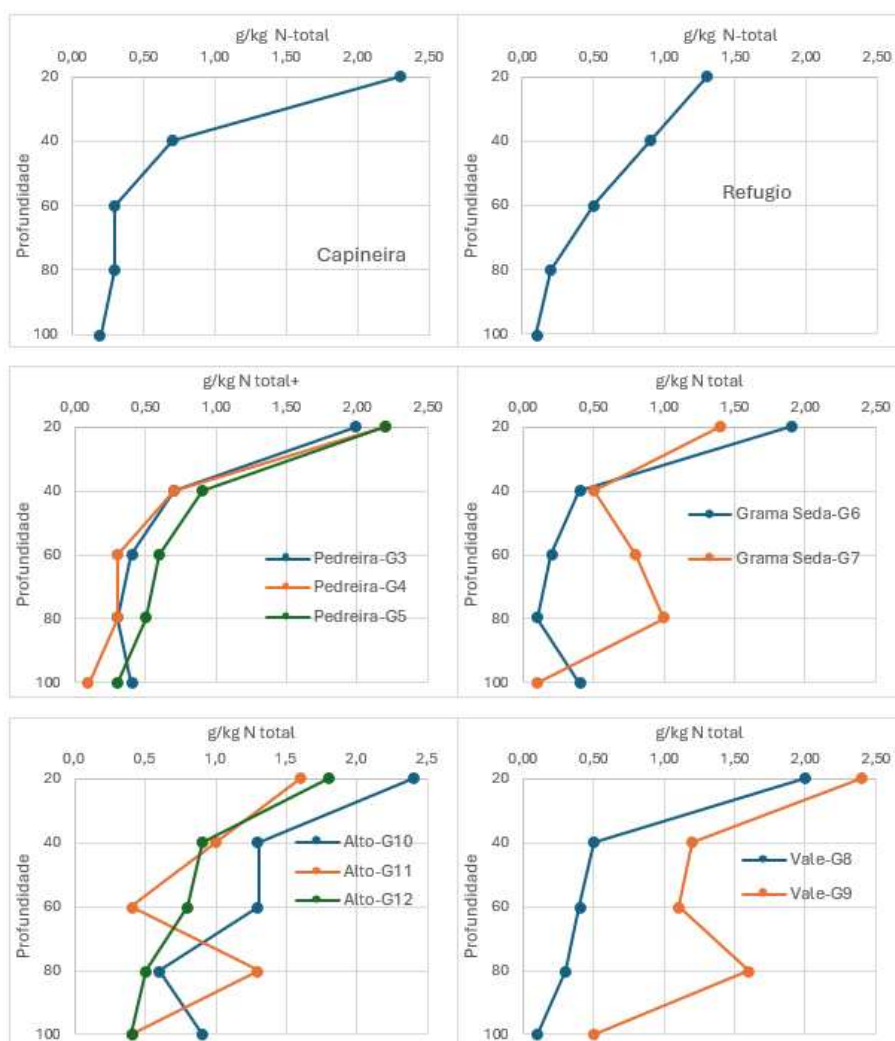 g/kg N-total
0,00 0,50 1,00 1,50 2,00 2,50
20
40
60
80
100
Profundidade
Capineira
g/kg N-total
0,00 0,50 1,00 1,50 2,00 2,50
20
40
60
80
100
Profundidade
Refugio
g/kg N total+
0,00 0,50 1,00 1,50 2,00 2,50
20
40
60
80
100
Profundidade
Pedreira-G3
Pedreira-G4
Pedreira-G5
g/kg N total
0,00 0,50 1,00 1,50 2,00 2,50
20
40
60
80
100
Profundidade
Grama Seda-G6
Grama Seda-G7
g/kg N total
0,0 0,5 1,0 1,5 2,0 2,5
20
40
60
80
100
Profundidade
Alto-G10
Alto-G11
Alto-G12
g/kg N total
0,00 0,50 1,00 1,50 2,00 2,50
20
40
60
80
100
Profundidade
Vale-G8
Vale-G9